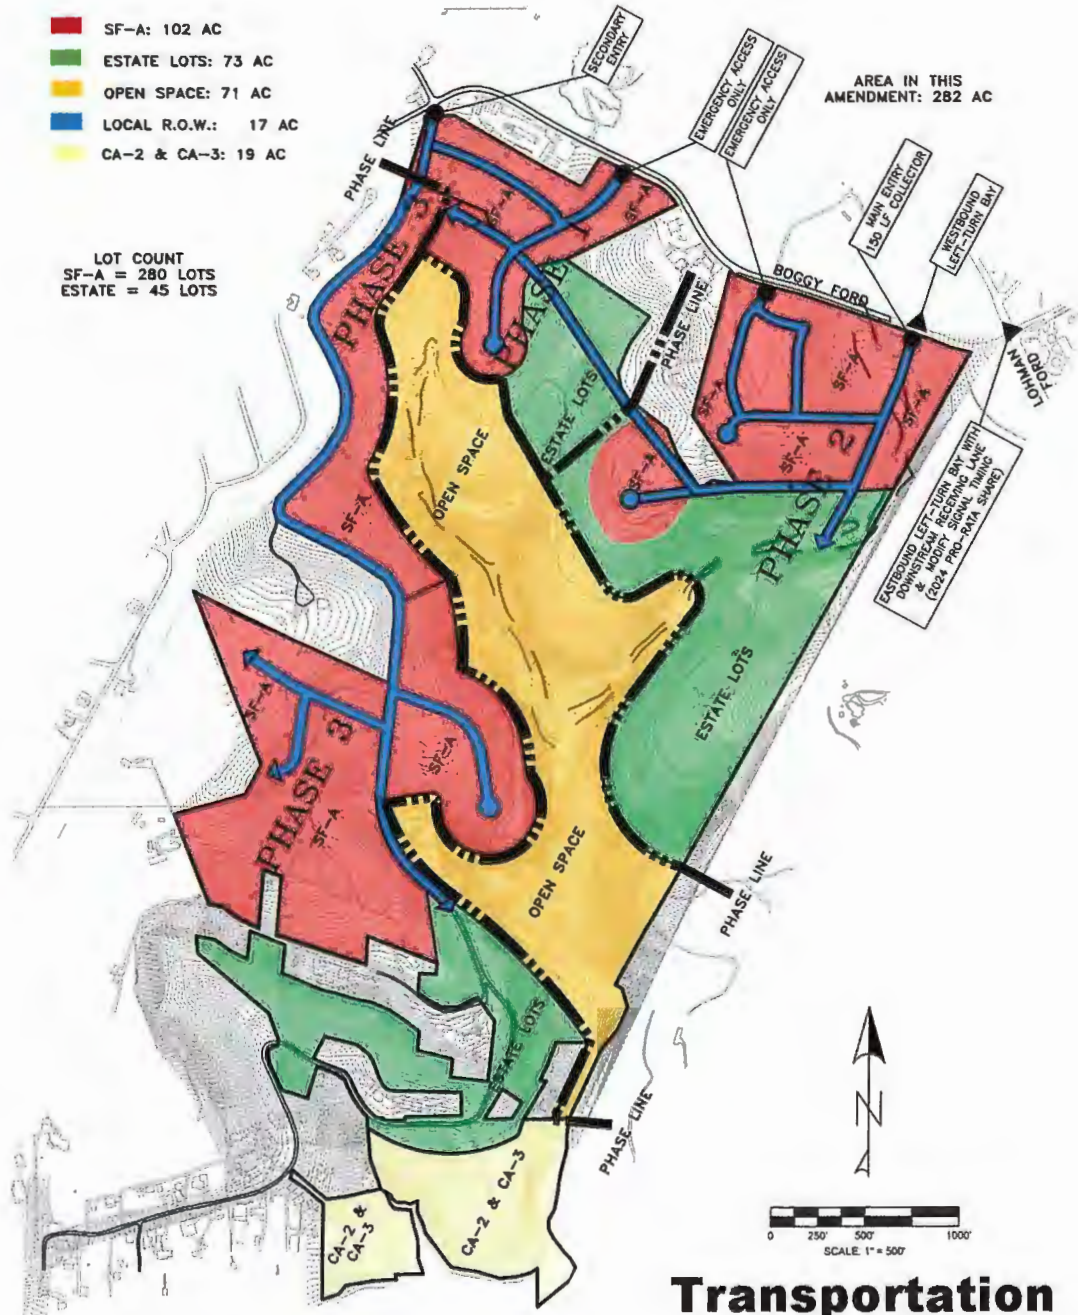 SF-A: 102 AC
ESTATE LOTS: 73 AC
OPEN SPACE: 71 AC
LOCAL R.O.W.: 17 AC
CA-2 & CA-3: 19 AC
LOT COUNT
SF-A = 280 LOTS
ESTATE = 45 LOTS
SECONDARY
ENTRY
EMERGENCY ACCESS
ONLY
EMERGENCY ACCESS
ONLY
AREA IN THIS
AMENDMENT: 282 AC
MAIN ENTRY
(150 LF COLLECTOR)
WESTBOUND
LEFT-TURN BAY
PHASE LINE
BOGGY FORD
LOHMAN
FORD
EASTBOUND LEFT-TURN BAY WITH
DOWNSTREAM RECEIVING LANE
& MODIFY SIGNAL TIMING
(2024 PRO-RATA SHARE)
SF-A
SF-A
PHASE 3
PHASE 1
PHASE LINE
SF-A
SF-A
SF-A
SF-A
PHASE 2
ESTATE LOTS
SF-A
OPEN SPACE
SF-A
ESTATE LOTS
SF-A
PHASE 3
SF-A
SF-A
OPEN SPACE
PHASE LINE
ESTATE LOTS
PHASE LINE
CA-2 & CA-3
CA-2 &
CA-3
N
0 250' 500' 1000'
SCALE: 1" = 500'
Transportation